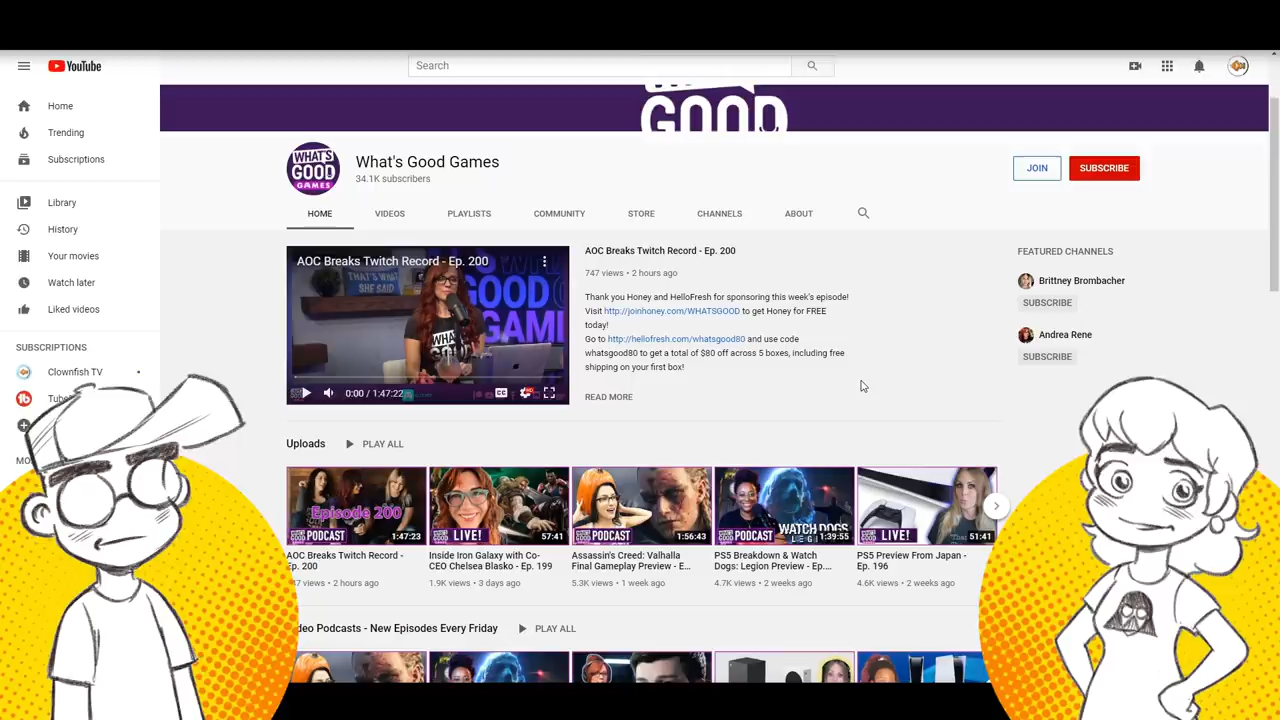 YouTube
Search
Home
Trending
Subscriptions
Library
History
Your movies
Watch later
Liked videos
SUBSCRIPTIONS
Clownfish TV
GOOD
WHAT'S
GOOD
GAMES
What's Good Games
34.1K subscribers
JOIN
SUBSCRIBE
HOME
VIDEOS
PLAYLISTS
COMMUNITY
STORE
CHANNELS
ABOUT
AOC Breaks Twitch Record - Ep. 200
0:00 / 1:47:22
AOC Breaks Twitch Record - Ep. 200
747 views • 2 hours ago
Thank you Honey and HelloFresh for sponsoring this week's episode!
Visit http://joinhoney.com/WHATSGOOD to get Honey for FREE
today!
Go to http://hellofresh.com/whatsgood80 and use code
whatsgood80 to get a total of $80 off across 5 boxes, including free
shipping on your first box!
READ MORE
FEATURED CHANNELS
Brittney Brombacher
SUBSCRIBE
Andrea Rene
SUBSCRIBE
Uploads
PLAY ALL
Episode 200
PODCAST
1:47:23
AOC Breaks Twitch Record -
Ep. 200
2 hours ago
LIVE!
57:41
Inside Iron Galaxy with Co-
CEO Chelsea Blasko - Ep. 199
1.9K views • 3 days ago
PODCAST
1:56:43
Assassin's Creed: Valhalla
Final Gameplay Preview - E...
5.3K views • 1 week ago
WATCH DOGS
PODCAST
1:39:55
PS5 Breakdown & Watch
Dogs: Legion Preview - Ep....
4.7K views • 2 weeks ago
PODCAST
51:41
PS5 Preview From Japan -
Ep. 196
4.6K views • 2 weeks ago
Podcasts - New Episodes Every Friday
PLAY ALL